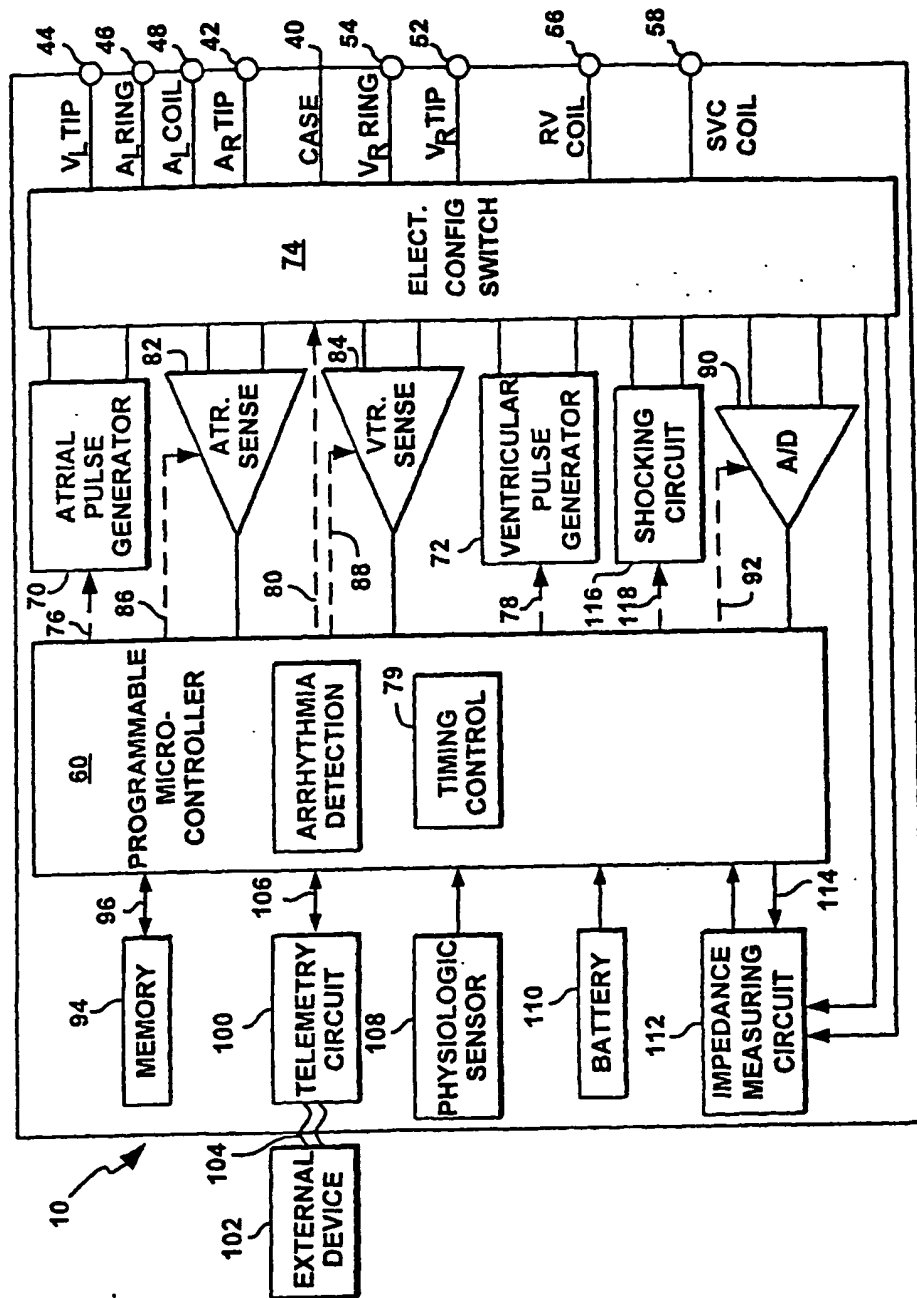 10
102
EXTERNAL
DEVICE
104
94
MEMORY
96
100
TELEMETRY
CIRCUIT
106
108
PHYSIOLOGIC
SENSOR
110
BATTERY
112
IMPEDANCE
MEASURING
CIRCUIT
114
60
PROGRAMMABLE
MICRO-
CONTROLLER
ARRHYTHMIA
DETECTION
79
TIMING
CONTROL
76
70
ATRIAL
PULSE
GENERATOR
86
82
ATR.
SENSE
80
88
84
VTR.
SENSE
78
72
VENTRICULAR
PULSE
GENERATOR
116
118
SHOCKING
CIRCUIT
92
90
A/D
74
ELECT.
CONFIG
SWITCH
VL TIP
44
AL RING
46
AL COIL
48
AR TIP
42
CASE
40
VR RING
54
VR TIP
52
RV
COIL
66
SVC
COIL
58